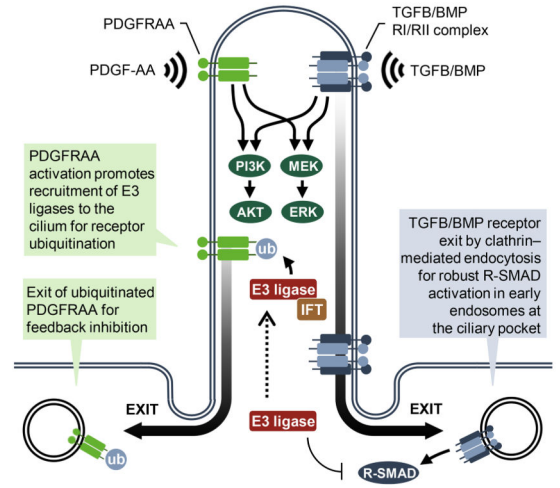 PDGFRAA
TGFB/BMP
RI/RII complex
PDGF-AA
TGFB/BMP
PI3K
MEK
AKT
ERK
PDGFRAA
activation promotes
recruitment of E3
ligases to the
cilium for receptor
ubiquitination
ub
TGFB/BMP receptor
exit by clathrin–
mediated endocytosis
for robust R-SMAD
activation in early
endosomes at
the ciliary pocket
E3 ligase
IFT
Exit of ubiquitinated
PDGFRAA for
feedback inhibition
EXIT
E3 ligase
EXIT
ub
R-SMAD